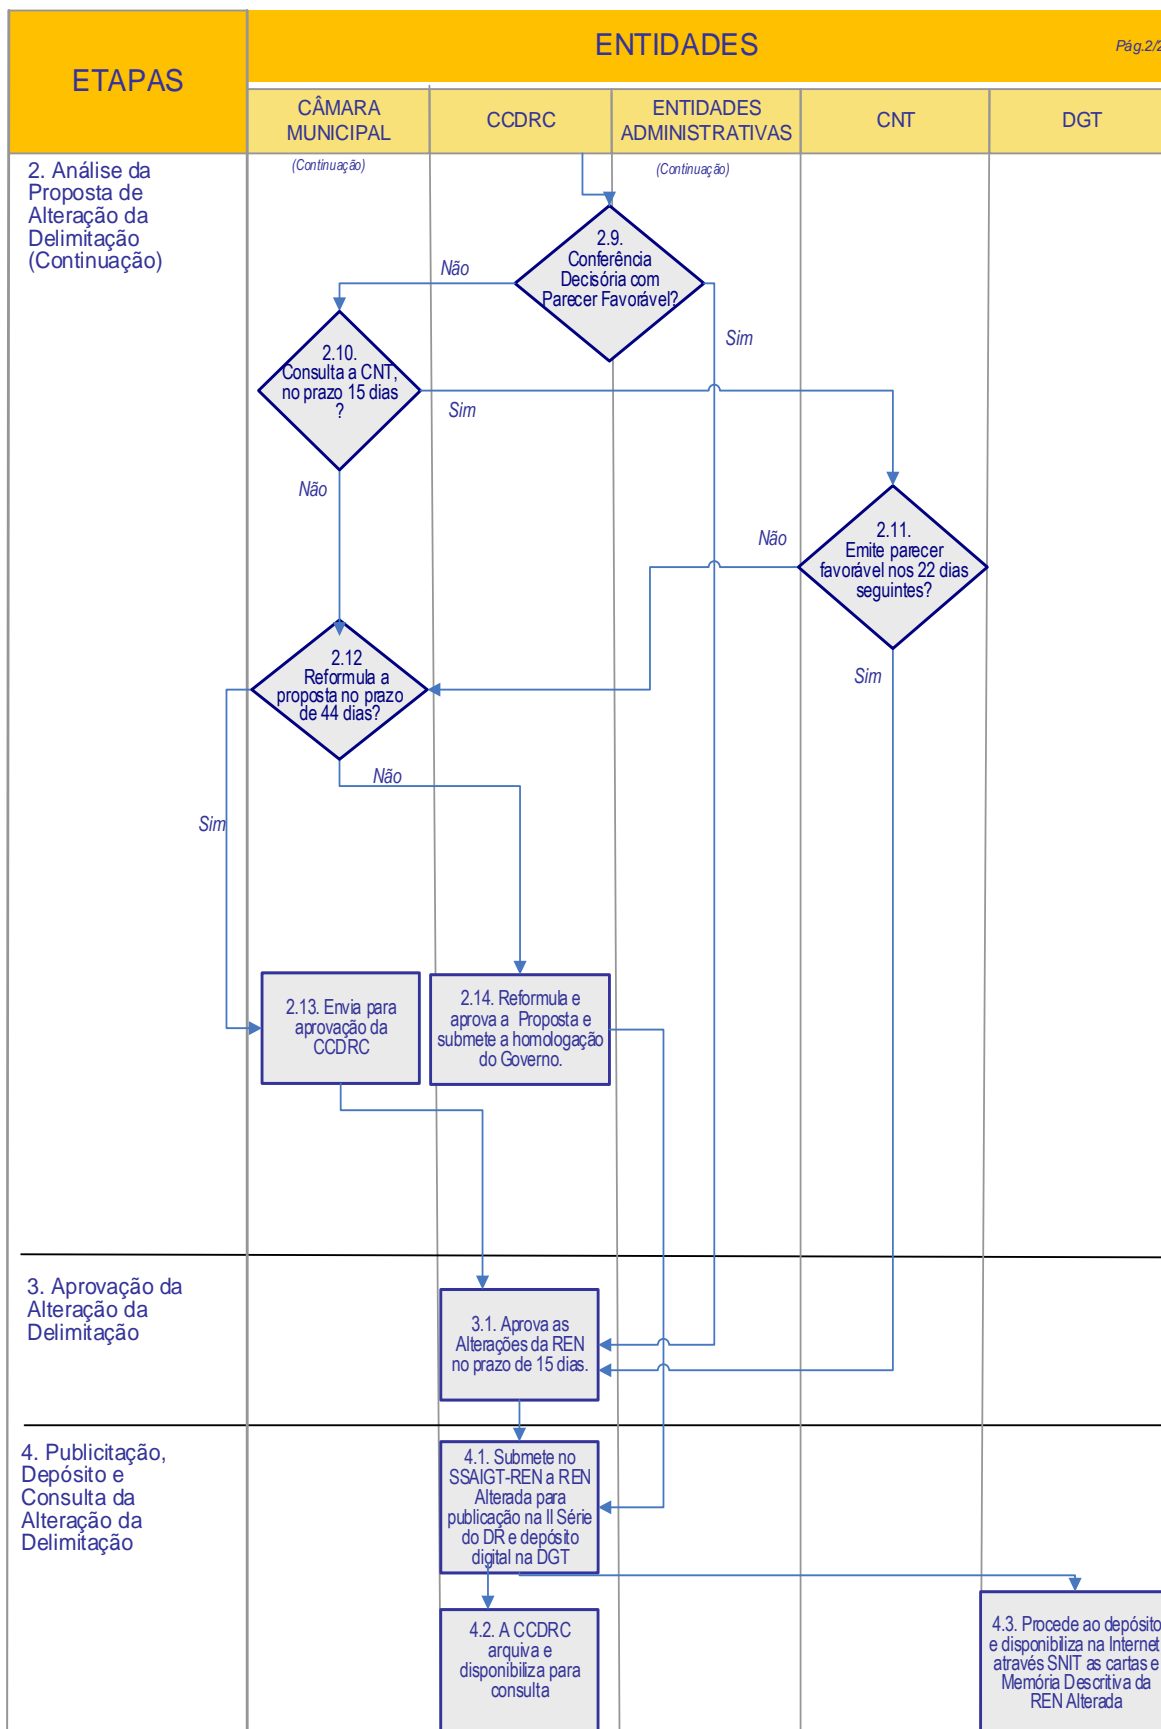 ENTIDADES
Pág.2/2
ETAPAS
CÂMARA
MUNICIPAL
CCDRC
ENTIDADES
ADMINISTRATIVAS
CNT
DGT
(Continuação)
(Continuação)
2. Análise da
Proposta de
Alteração da
Delimitação
(Continuação)
2.9.
Conferência
Decisória com
Parecer Favorável?
Não
Sim
2.10.
Consulta a CNT,
no prazo 15 dias
?
Sim
Não
2.11.
Emite parecer
favorável nos 22 dias
seguintes?
Não
Sim
2.12
Reformula a
proposta no prazo
de 44 dias?
Não
Sim
2.13. Envia para
aprovação da
CCDRC
2.14. Reformula e
aprova a Proposta e
submete a homologação
do Governo.
3. Aprovação da
Alteração da
Delimitação
3.1. Aprova as
Alterações da REN
no prazo de 15 dias.
4. Publicitação,
Depósito e
Consulta da
Alteração da
Delimitação
4.1. Submete no
SSAIGT-REN a REN
Alterada para
publicação na II Série
do DR e depósito
digital na DGT
4.2. A CCDRC
arquiva e
disponibiliza para
consulta
4.3. Procede ao depósito
e disponibiliza na Internet
através SNIT as cartas e
Memória Descritiva da
REN Alterada